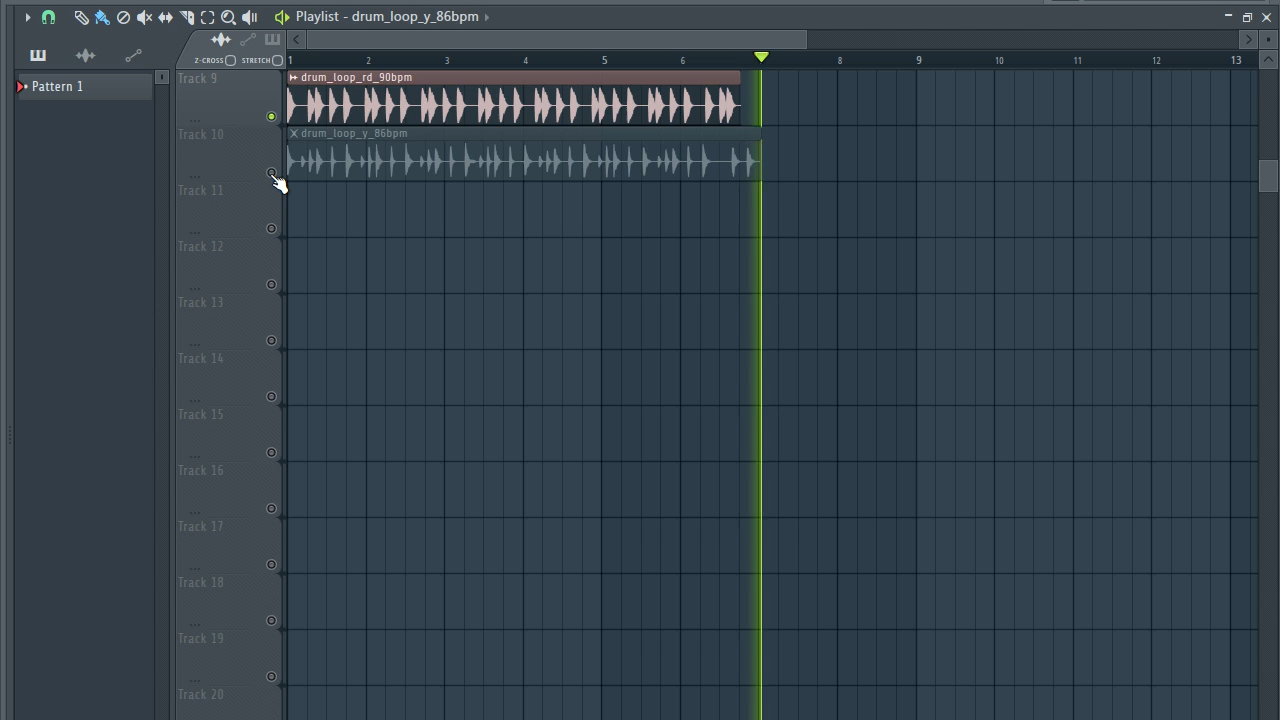 Playlist - drum_loop_y_86bpm
Z-CROSS STRETCH
1 2 3 4 5 6 8 9 10 11 12 13
Pattern 1
Track 9
drum_loop_rd_90bpm
Track 10
drum_loop_y_86bpm
Track 11
Track 12
Track 13
Track 14
Track 15
Track 16
Track 17
Track 18
Track 19
Track 20